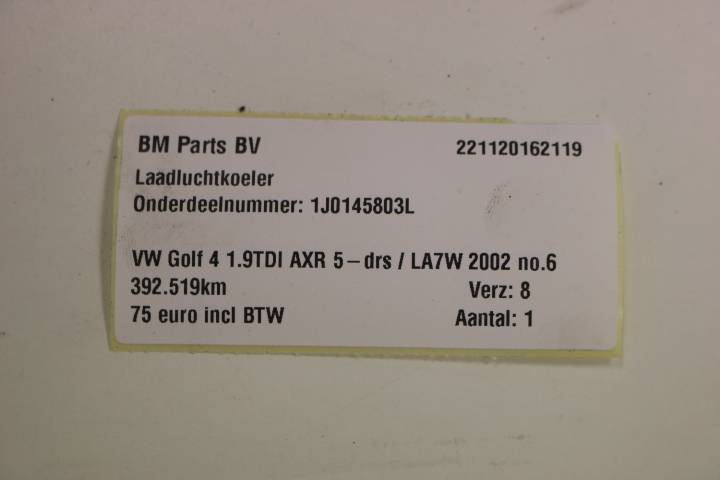 BM Parts BV 221120162119
Laadluchtkoeler
Onderdeelnummer: 1J0145803L
VW Golf 4 1.9TDI AXR 5-drs / LA7W 2002 no.6
392.519km Verz: 8
75 euro incl BTW Aantal: 1